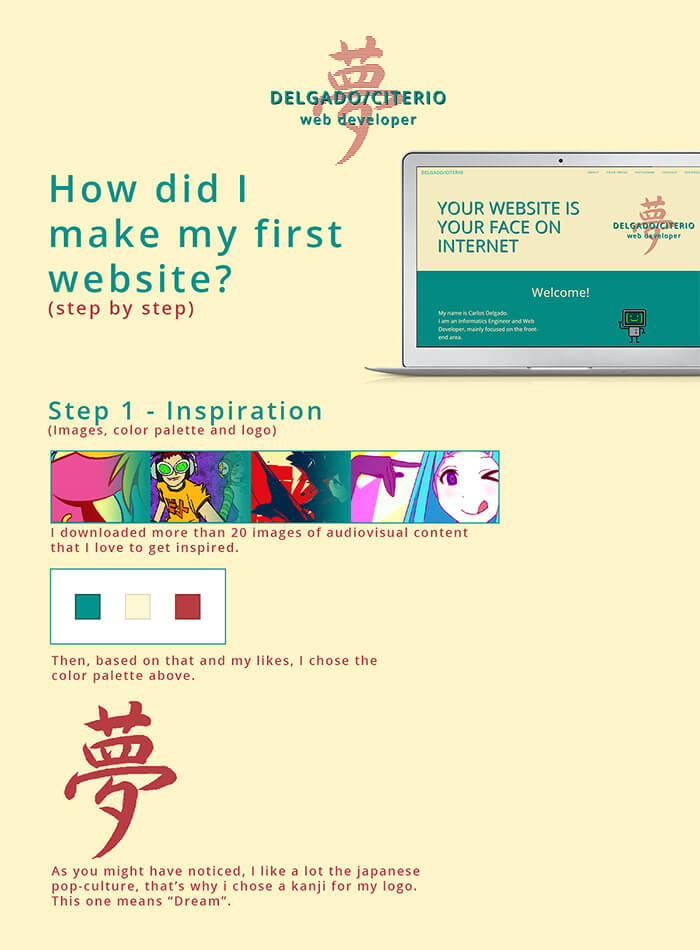 夢
DELGADO/CITERIO
web developer
How did I
make my first
website?
(step by step)
DELGADO/CITERIO
YOUR WEBSITE IS
YOUR FACE ON
INTERNET
夢
DELGADO/CITERIO
web developer
Welcome!
My name is Carlos Delgado.
I am an Informatics Engineer and Web
Developer, mainly focused on the front-
end area.
Step 1 - Inspiration
(Images, color palette and logo)
I downloaded more than 20 images of audiovisual content
that I love to get inspired.
Then, based on that and my likes, I chose the
color palette above.
夢
As you might have noticed, I like a lot the japanese
pop-culture, that's why i chose a kanji for my logo.
This one means “Dream”.